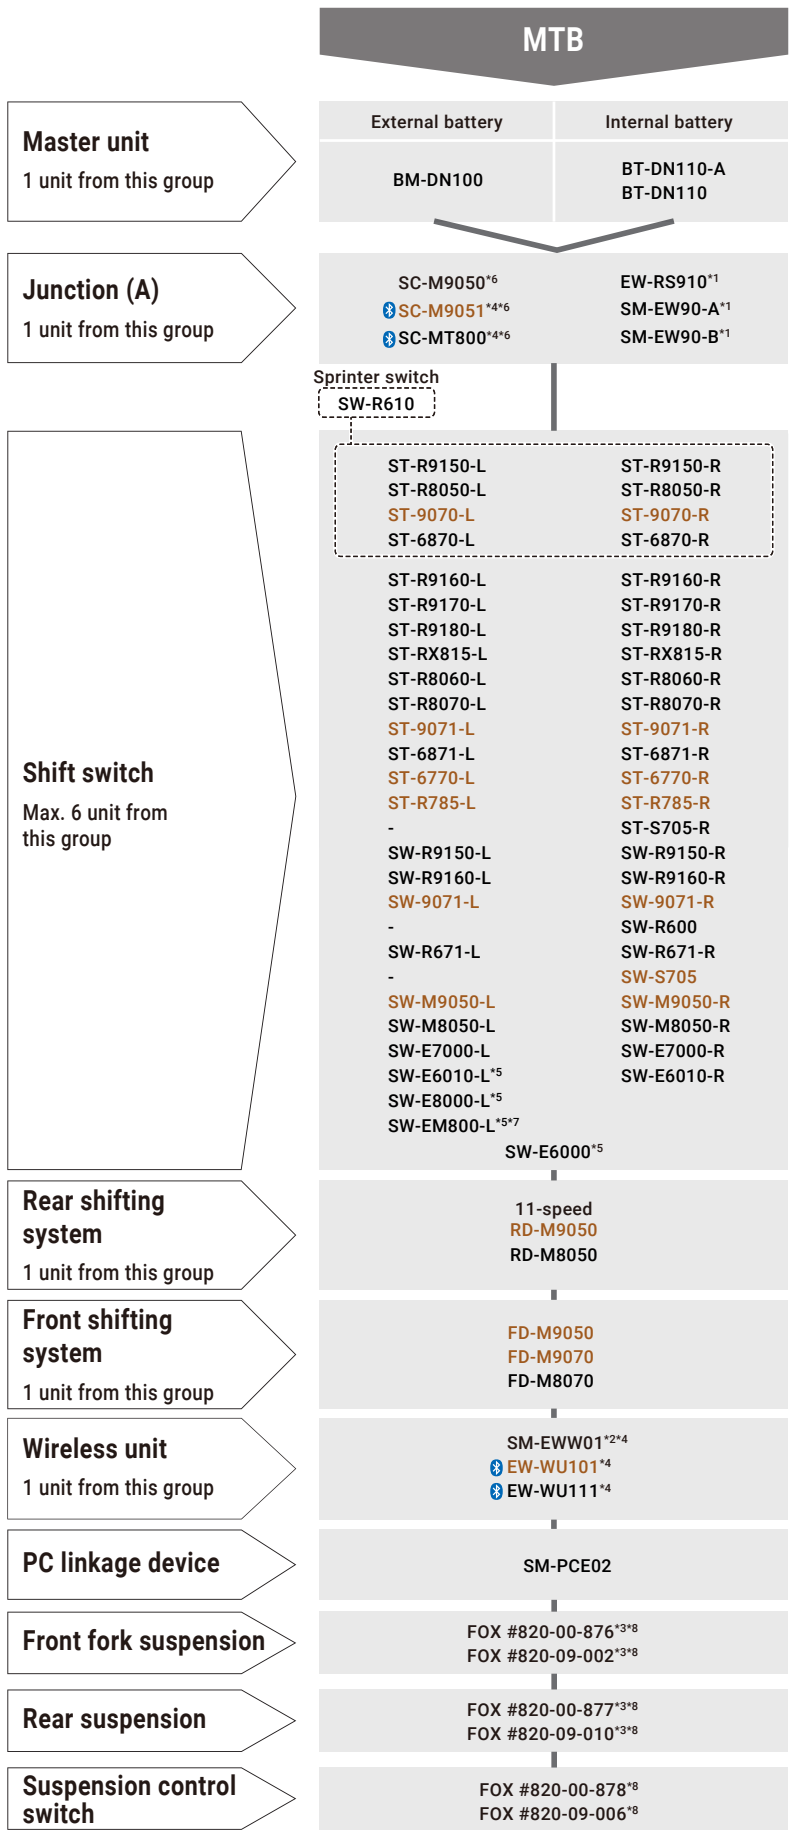 MTB
Master unit
1 unit from this group
External battery Internal battery
BM-DN100
BT-DN110-A
BT-DN110
Junction (A)
1 unit from this group
SC-M9050*6 EW-RS910*1
SC-M9051*4*6 SM-EW90-A*1
SC-MT800*4*6 SM-EW90-B*1
Sprinter switch
SW-R610
Shift switch
Max. 6 unit from
this group
ST-R9150-L ST-R9150-R
ST-R8050-L ST-R8050-R
ST-9070-L ST-9070-R
ST-6870-L ST-6870-R
ST-R9160-L ST-R9160-R
ST-R9170-L ST-R9170-R
ST-R9180-L ST-R9180-R
ST-RX815-L ST-RX815-R
ST-R8060-L ST-R8060-R
ST-R8070-L ST-R8070-R
ST-9071-L ST-9071-R
ST-6871-L ST-6871-R
ST-6770-L ST-6770-R
ST-R785-L ST-R785-R
- ST-S705-R
SW-R9150-L SW-R9150-R
SW-R9160-L SW-R9160-R
SW-9071-L SW-9071-R
- SW-R600
SW-R671-L SW-R671-R
- SW-S705
SW-M9050-L SW-M9050-R
SW-M8050-L SW-M8050-R
SW-E7000-L SW-E7000-R
SW-E6010-L*5 SW-E6010-R
SW-E8000-L*5
SW-EM800-L*5*7
SW-E6000*5
Rear shifting
system
1 unit from this group
11-speed
RD-M9050
RD-M8050
Front shifting
system
1 unit from this group
FD-M9050
FD-M9070
FD-M8070
Wireless unit
1 unit from this group
SM-EWW01*2*4
EW-WU101*4
EW-WU111*4
PC linkage device
SM-PCE02
Front fork suspension
FOX #820-00-876*3*8
FOX #820-09-002*3*8
Rear suspension
FOX #820-00-877*3*8
FOX #820-09-010*3*8
Suspension control
switch
FOX #820-00-878*8
FOX #820-09-006*8